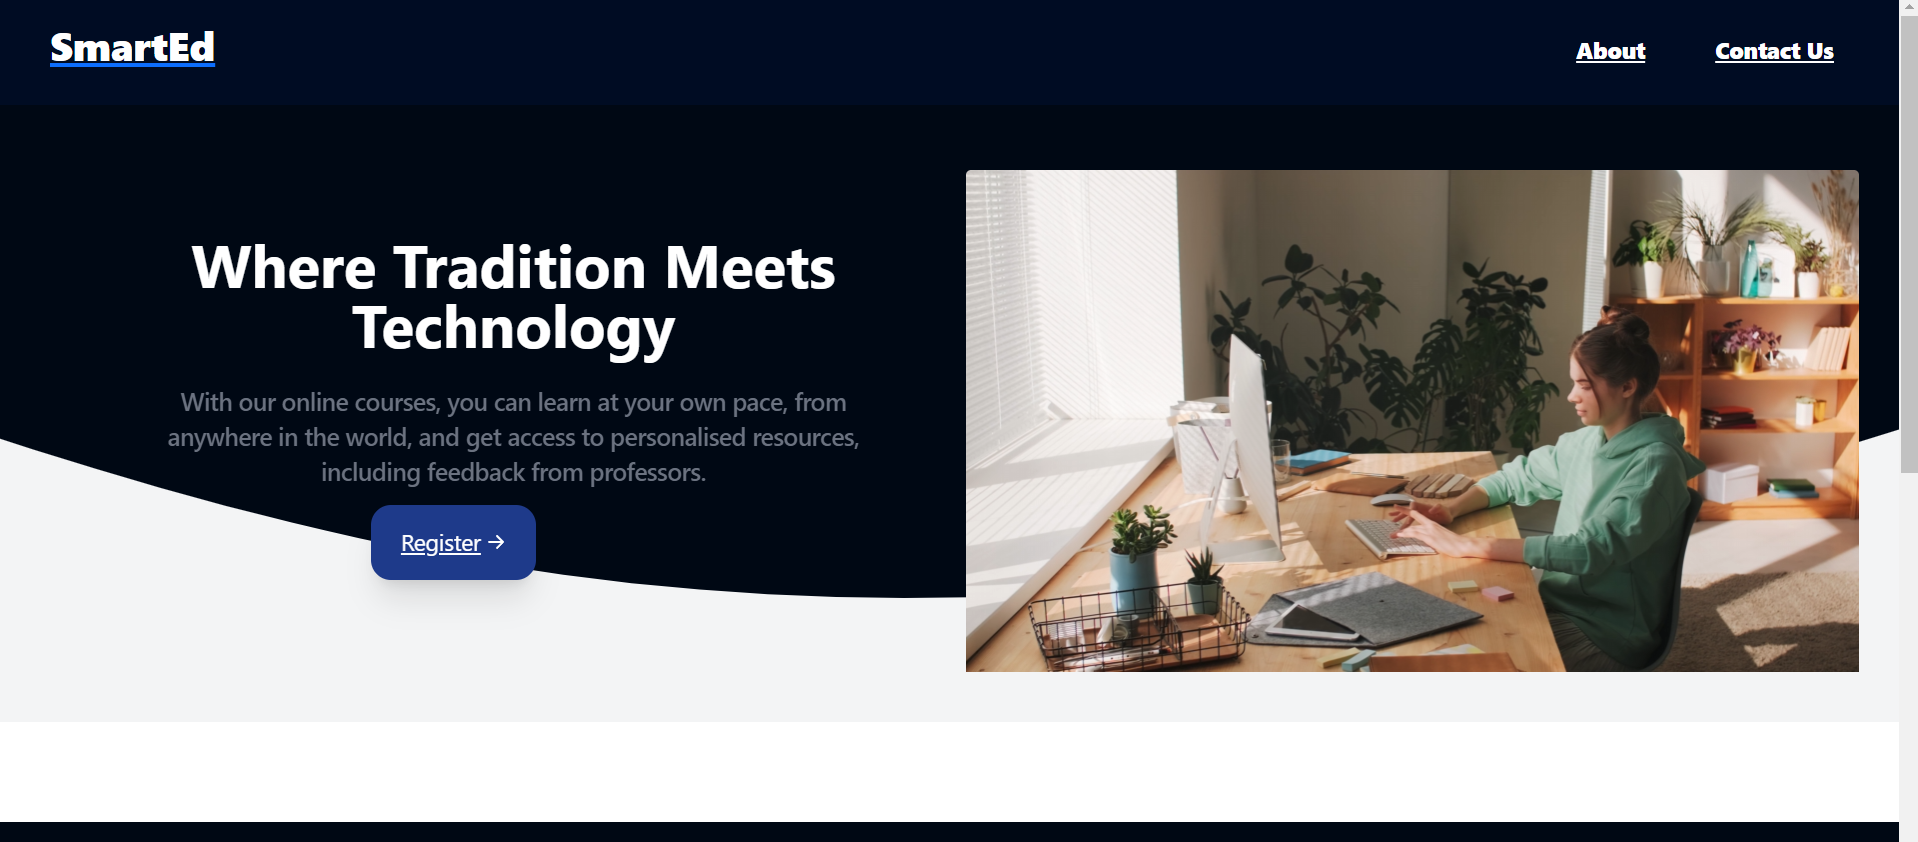 SmartEd
About
Contact Us
Where Tradition Meets
Technology
With our online courses, you can learn at your own pace, from
anywhere in the world, and get access to personalised resources,
including feedback from professors.
Register →